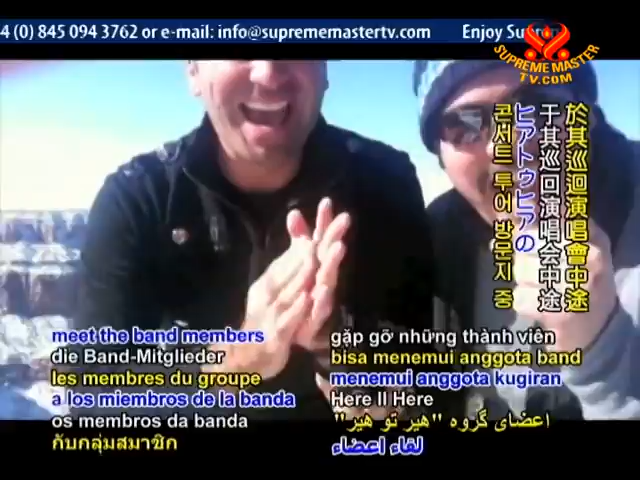 4 (0) 845 094 3762 or e-mail: info@suprememastertv.com Enjoy Suprem
SUPREME MASTER
TV.COM
於其巡迴演唱會中途
于其巡回演唱会中途
ヒアトゥヒアの
콘서트 투어 방문지 중
meet the band members
die Band-Mitglieder
les membres du groupe
a los miembros de la banda
os membros da banda
กับกลุ่มสมาชิก
gặp gỡ những thành viên
bisa menemui anggota band
menemui anggota kugiran
Here II Here
اعضای گروه "هیر تو هیر"
لقاء اعضاء